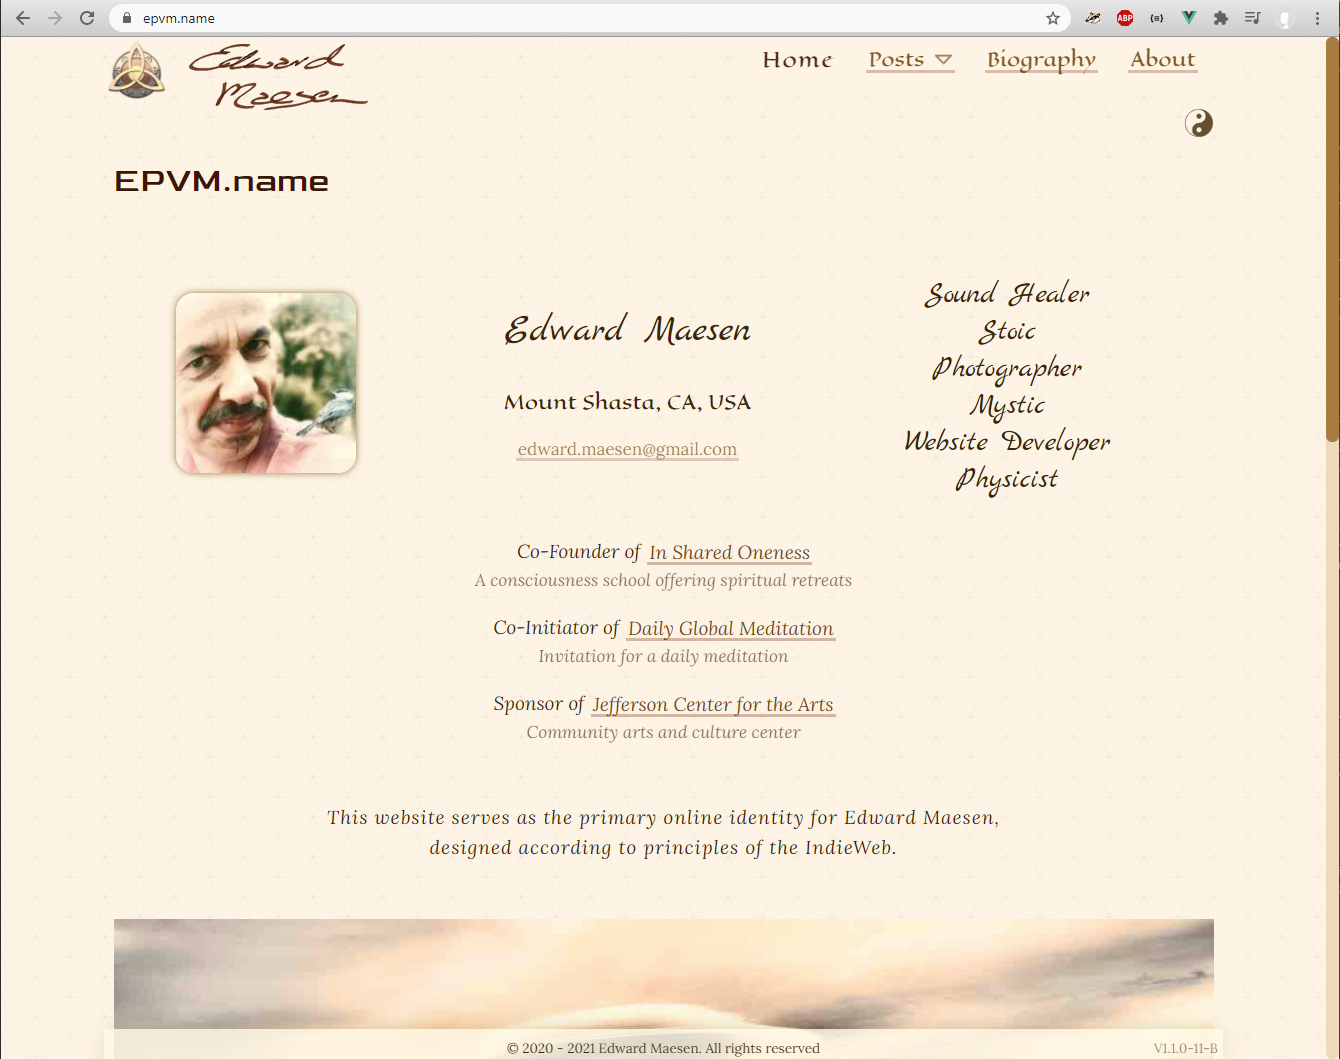 epvm.name
ABP
Edward
Maesen
Home
Posts
Biography
About
EPVM.name
Edward Maesen
Mount Shasta, CA, USA
edward.maesen@gmail.com
Sound Healer
Stoic
Photographer
Mystic
Website Developer
Physicist
Co-Founder of In Shared Oneness
A consciousness school offering spiritual retreats
Co-Initiator of Daily Global Meditation
Invitation for a daily meditation
Sponsor of Jefferson Center for the Arts
Community arts and culture center
This website serves as the primary online identity for Edward Maesen,
designed according to principles of the IndieWeb.
© 2020 - 2021 Edward Maesen. All rights reserved
V1.1.0-11-B